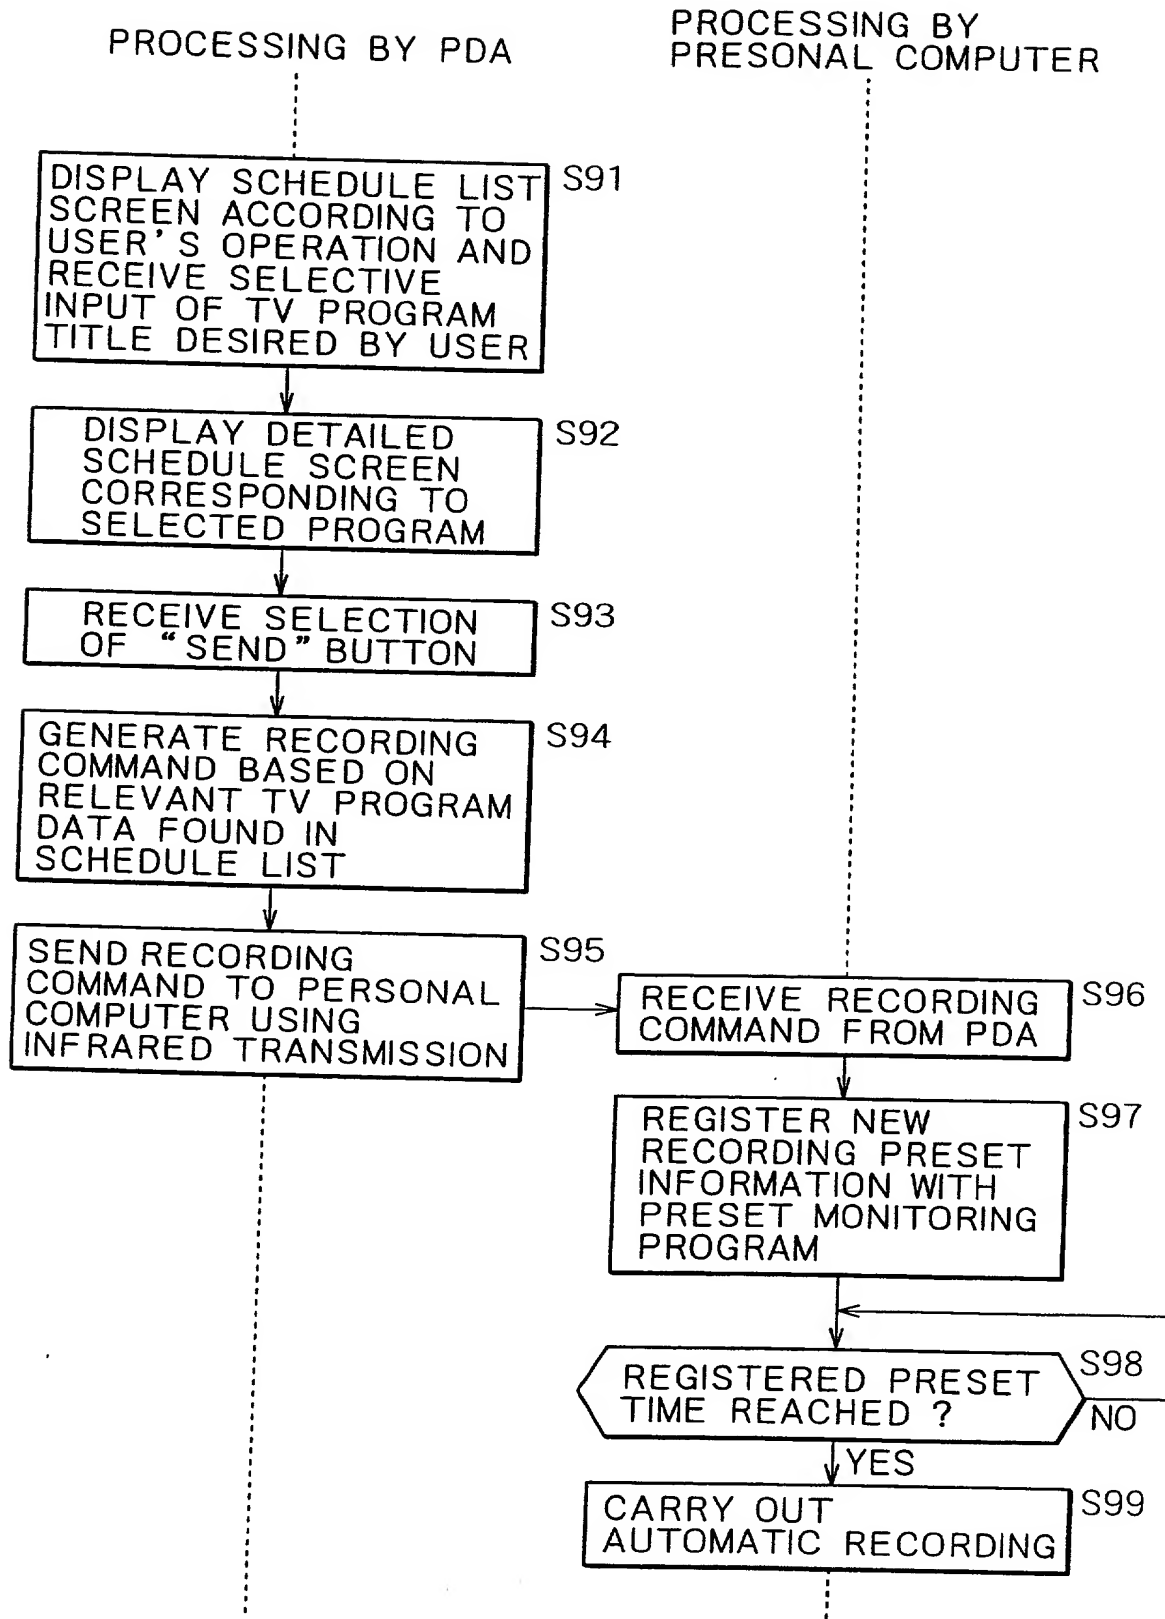 PROCESSING BY PDA
PROCESSING BY
PRESONAL COMPUTER
DISPLAY SCHEDULE LIST
SCREEN ACCORDING TO
USER'S OPERATION AND
RECEIVE SELECTIVE
INPUT OF TV PROGRAM
TITLE DESIRED BY USER
S91
DISPLAY DETAILED
SCHEDULE SCREEN
CORRESPONDING TO
SELECTED PROGRAM
S92
RECEIVE SELECTION
OF “SEND” BUTTON
S93
GENERATE RECORDING
COMMAND BASED ON
RELEVANT TV PROGRAM
DATA FOUND IN
SCHEDULE LIST
S94
SEND RECORDING
COMMAND TO PERSONAL
COMPUTER USING
INFRARED TRANSMISSION
S95
RECEIVE RECORDING
COMMAND FROM PDA
S96
REGISTER NEW
RECORDING PRESET
INFORMATION WITH
PRESET MONITORING
PROGRAM
S97
REGISTERED PRESET
TIME REACHED ?
S98
NO
YES
CARRY OUT
AUTOMATIC RECORDING
S99